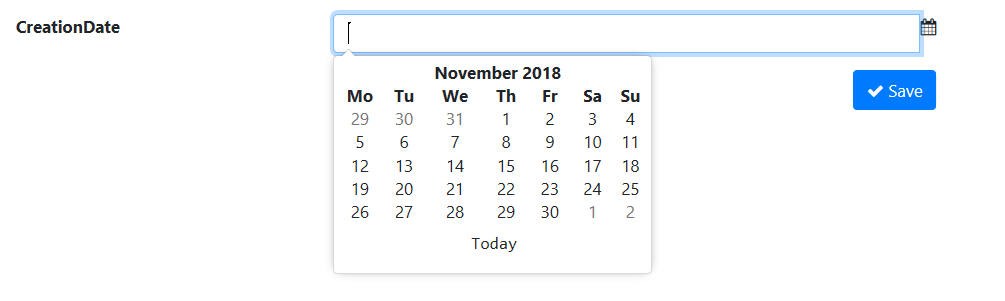 CreationDate
November 2018
Mo Tu We Th Fr Sa Su
29 30 31 1 2 3 4
5 6 7 8 9 10 11
12 13 14 15 16 17 18
19 20 21 22 23 24 25
26 27 28 29 30 1 2
Today
Save